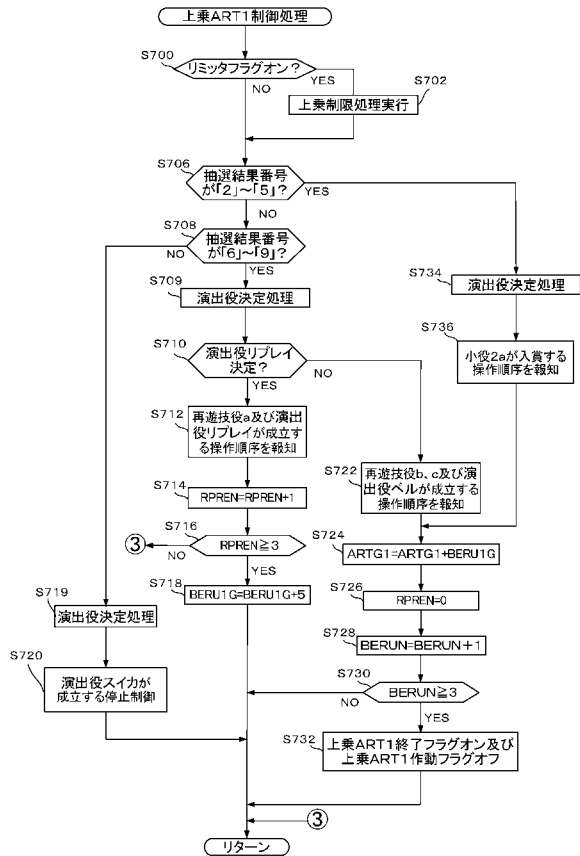 上乗ART1制御処理
S700
リミッタフラグオン?
YES
NO
S702
上乗制限処理実行
S706
抽選結果番号
が「2」~「5」?
YES
NO
S708
抽選結果番号
が「6」~「9」?
NO
YES
S709
演出役決定処理
S734
演出役決定処理
S736
小役2aが入賞する
操作順序を報知
S710
演出役リプレイ
決定?
NO
YES
S712
再遊技役a及び演出
役リプレイが成立す
る操作順序を報知
S722
再遊技役b、c及び演
出役ベルが成立する
操作順序を報知
S714
RPREN=RPREN+1
S716
RPREN≧3
③
NO
YES
S718
BERU1G=BERU1G+5
S724
ARTG1=ARTG1+BERU1G
S726
RPREN=0
S728
BERUN=BERUN+1
S730
BERUN≧3
NO
YES
S719
演出役決定処理
S720
演出役スイカが
成立する停止制御
S732
上乗ART1終了フラグオン及び
上乗ART1作動フラグオフ
③
リターン